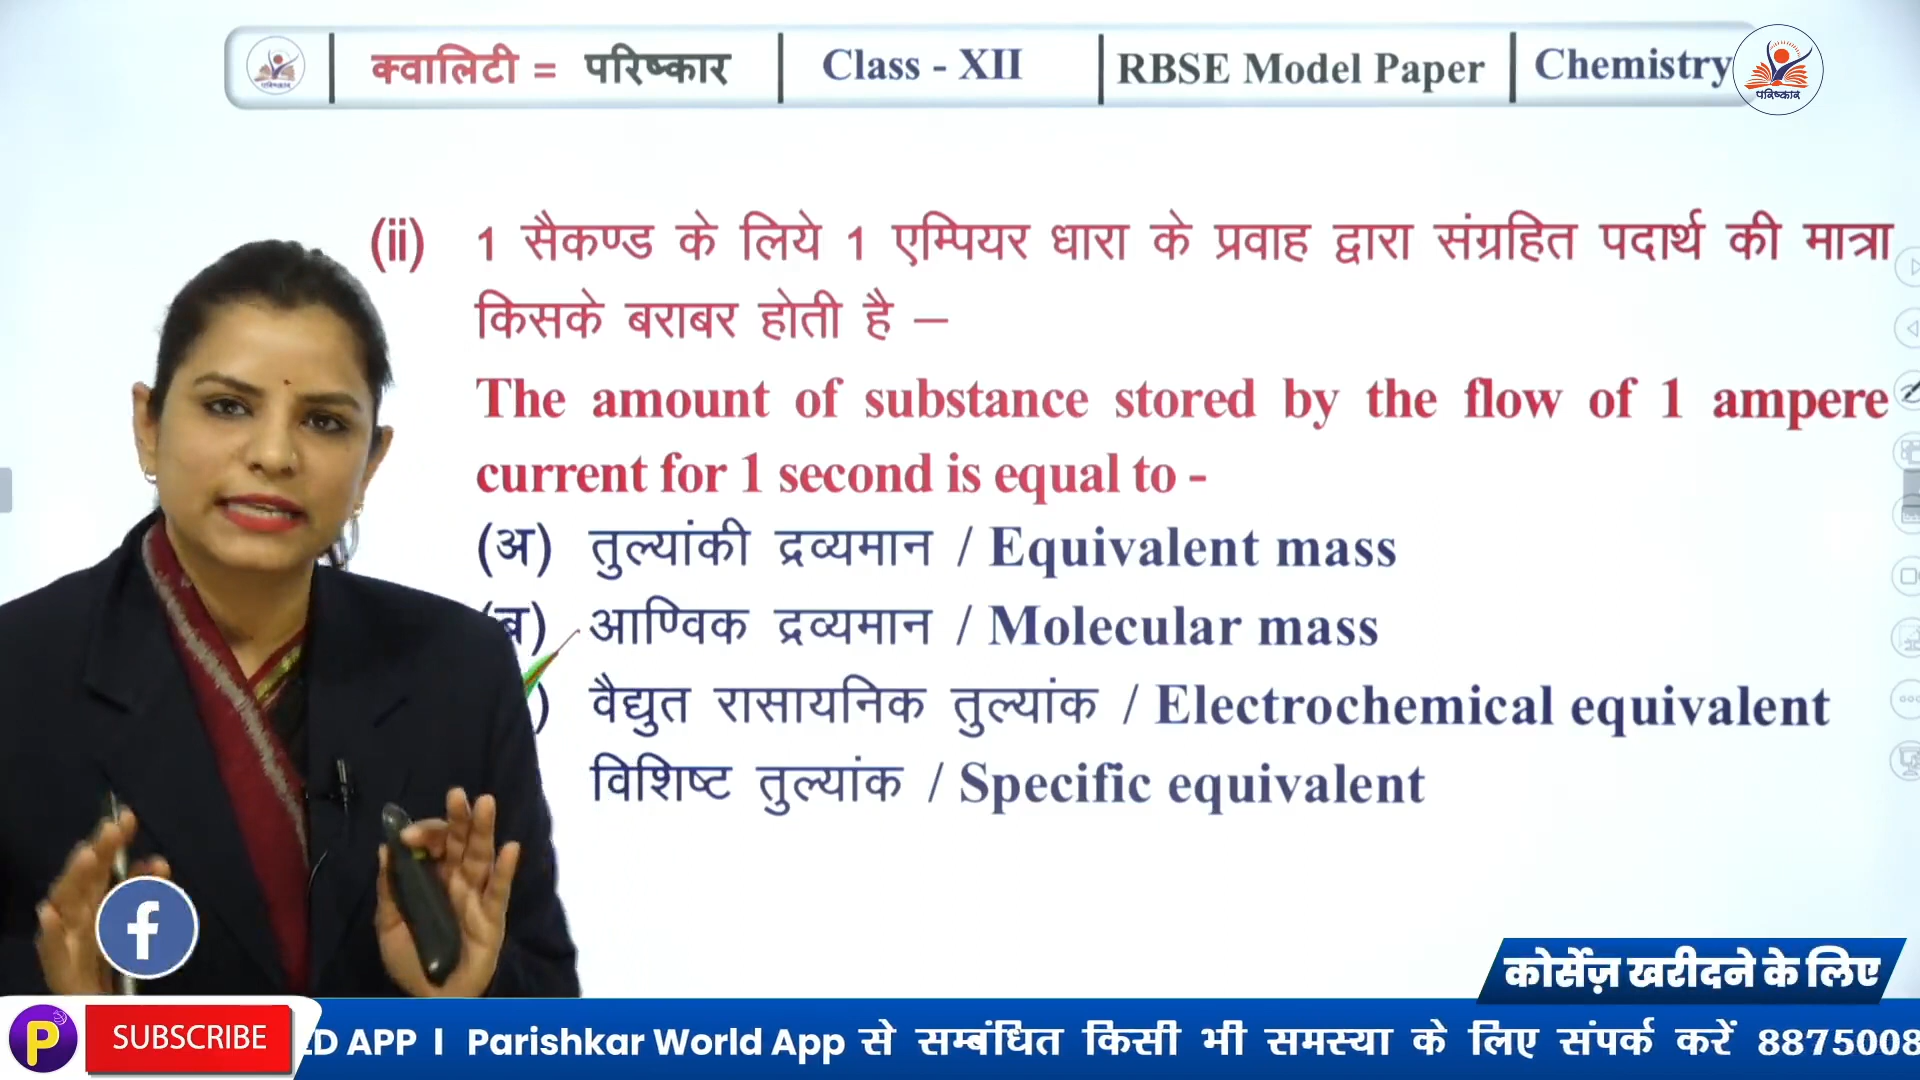 क्वालिटी = परिष्कार Class - XII RBSE Model Paper Chemistry
परिष्कार
(ii) 1 सैकण्ड के लिये 1 एम्पियर धारा के प्रवाह द्वारा संग्रहित पदार्थ की मात्रा
किसके बराबर होती है –
The amount of substance stored by the flow of 1 ampere
current for 1 second is equal to -
(अ) तुल्यांकी द्रव्यमान / Equivalent mass
(ब) आण्विक द्रव्यमान / Molecular mass
) वैद्युत रासायनिक तुल्यांक / Electrochemical equivalent
विशिष्ट तुल्यांक / Specific equivalent
कोर्सेज़ खरीदने के लिए
P SUBSCRIBE APP I Parishkar World App से सम्बंधित किसी भी समस्या के लिए संपर्क करें 8875008